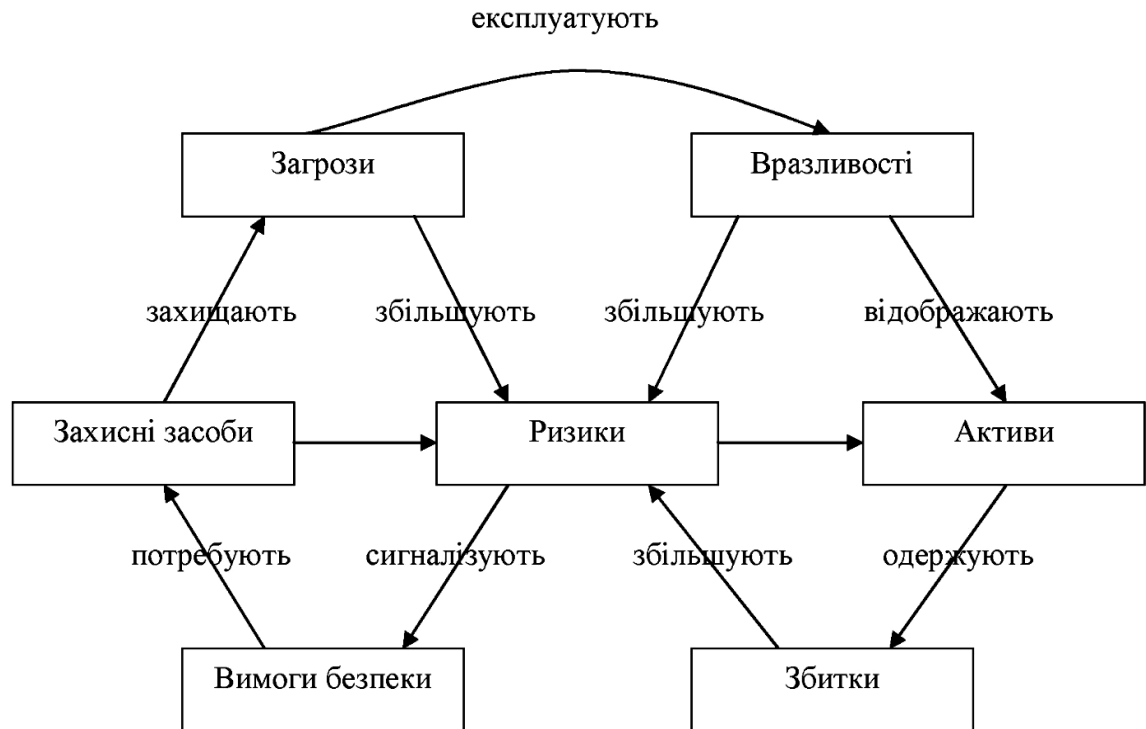 експлуатують
Загрози
Вразливості
захищають
збільшують
збільшують
відображають
Захисні засоби
Ризики
Активи
потребують
сигналізують
збільшують
одержують
Вимоги безпеки
Збитки